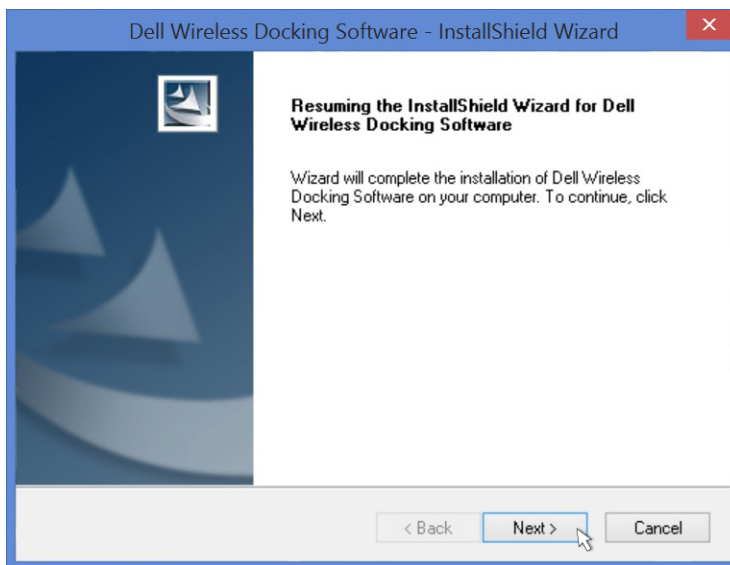 Dell Wireless Docking Software - InstallShield Wizard
Resuming the InstallShield Wizard for Dell
Wireless Docking Software
Wizard will complete the installation of Dell Wireless
Docking Software on your computer. To continue, click
Next.
< Back Next > Cancel